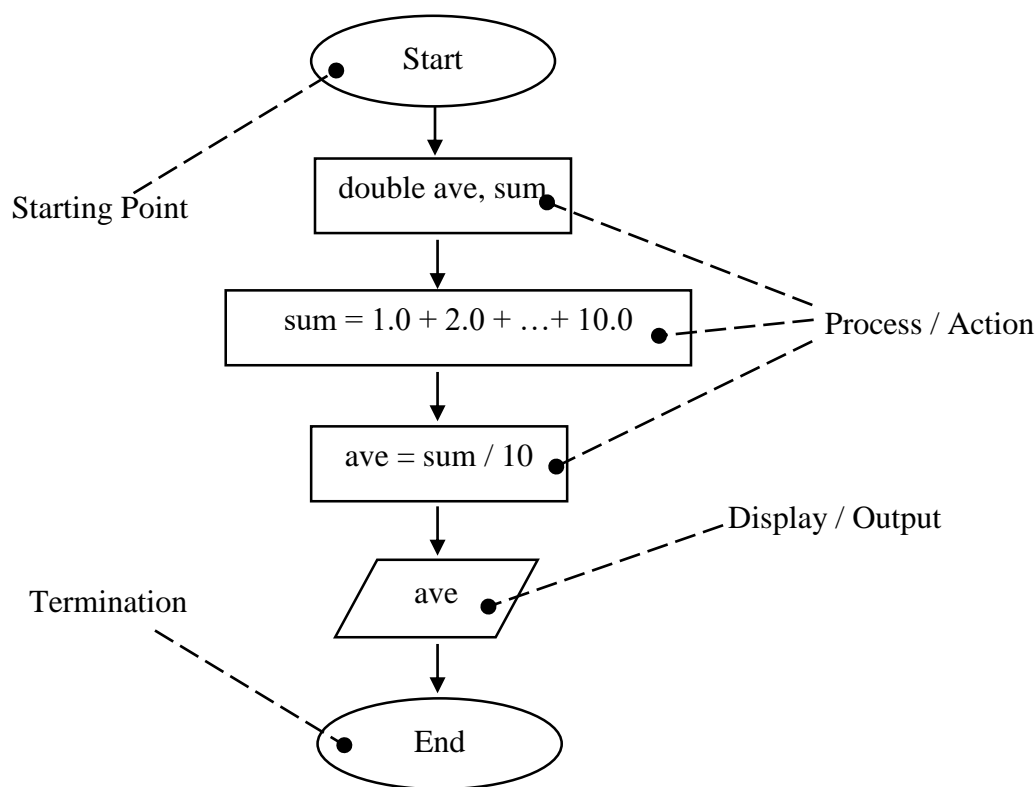 Start
Starting Point
double ave, sum
sum = 1.0 + 2.0 + …+ 10.0
Process / Action
ave = sum / 10
Display / Output
ave
Termination
End